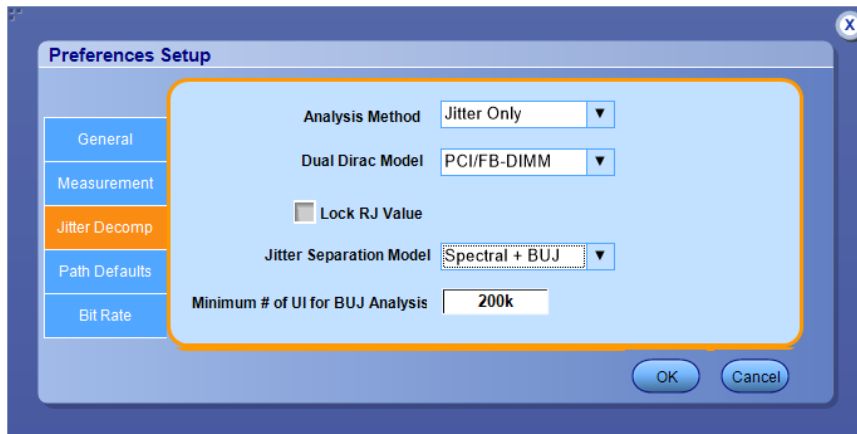 X
Preferences Setup
General
Measurement
Jitter Decomp
Path Defaults
Bit Rate
Analysis Method Jitter Only ▼
Dual Dirac Model PCI/FB-DIMM ▼
Lock RJ Value
Jitter Separation Model Spectral + BUJ ▼
Minimum # of UI for BUJ Analysis 200k
OK Cancel